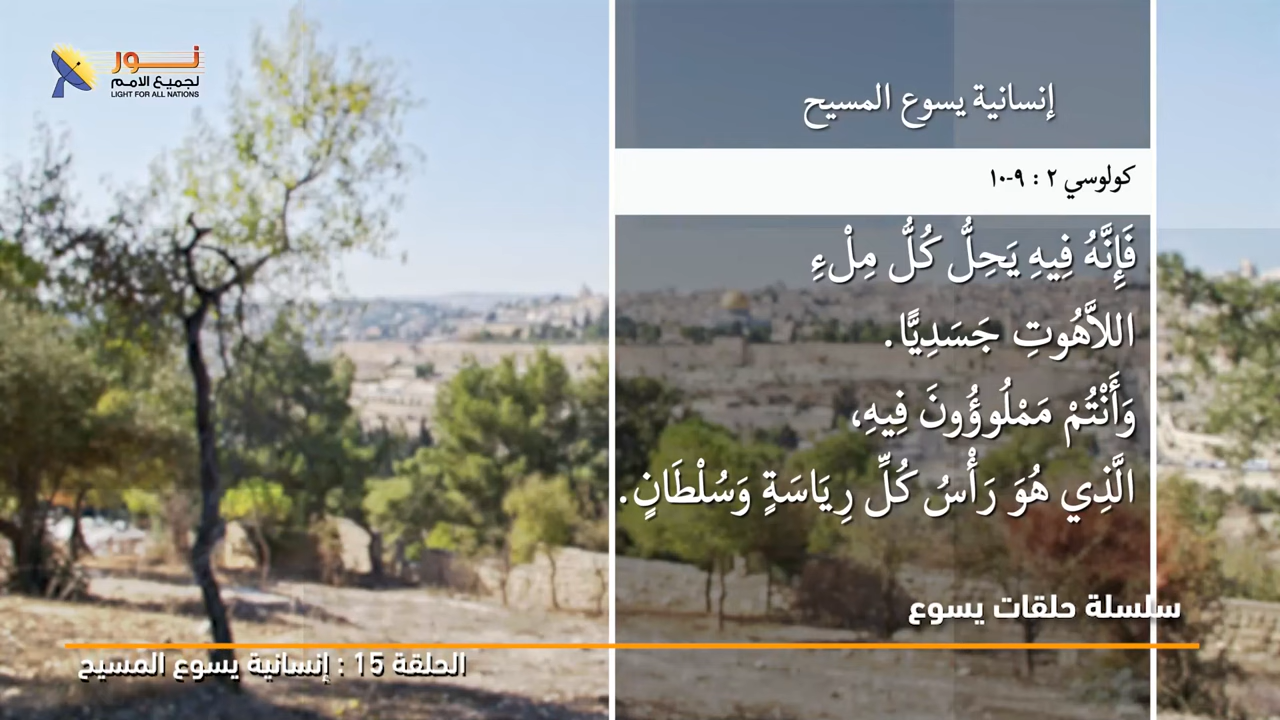 نور
لجميع الامم
LIGHT FOR ALL NATIONS
إنسانية يسوع المسيح
كولوسي ٢ : ٩-١٠
فَإِنَّهُ فِيهِ يَحِلُّ كُلُّ مِلْءِ
اللاَّهُوتِ جَسَدِيًّا.
وَأَنْتُمْ مَمْلُوؤُونَ فِيهِ،
الَّذِي هُوَ رَأْسُ كُلِّ رِيَاسَةٍ وَسُلْطَانٍ.
سلسلة حلقات يسوع
الحلقة 15 : إنسانية يسوع المسيح